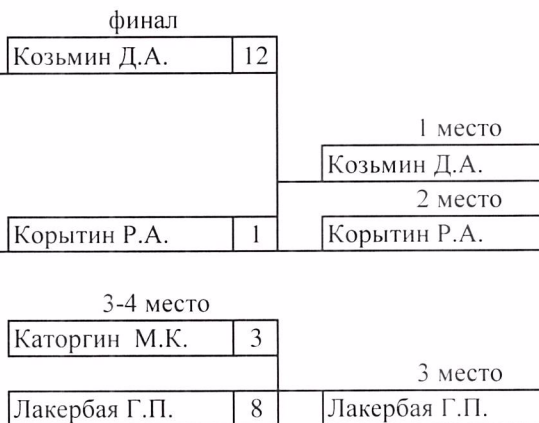 финал
Козьмин Д.А. 12
1 место
Козьмин Д.А.
2 место
Корытин Р.А. 1
Корытин Р.А.
3-4 место
Каторгин М.К. 3
3 место
Лакербая Г.П. 8
Лакербая Г.П.